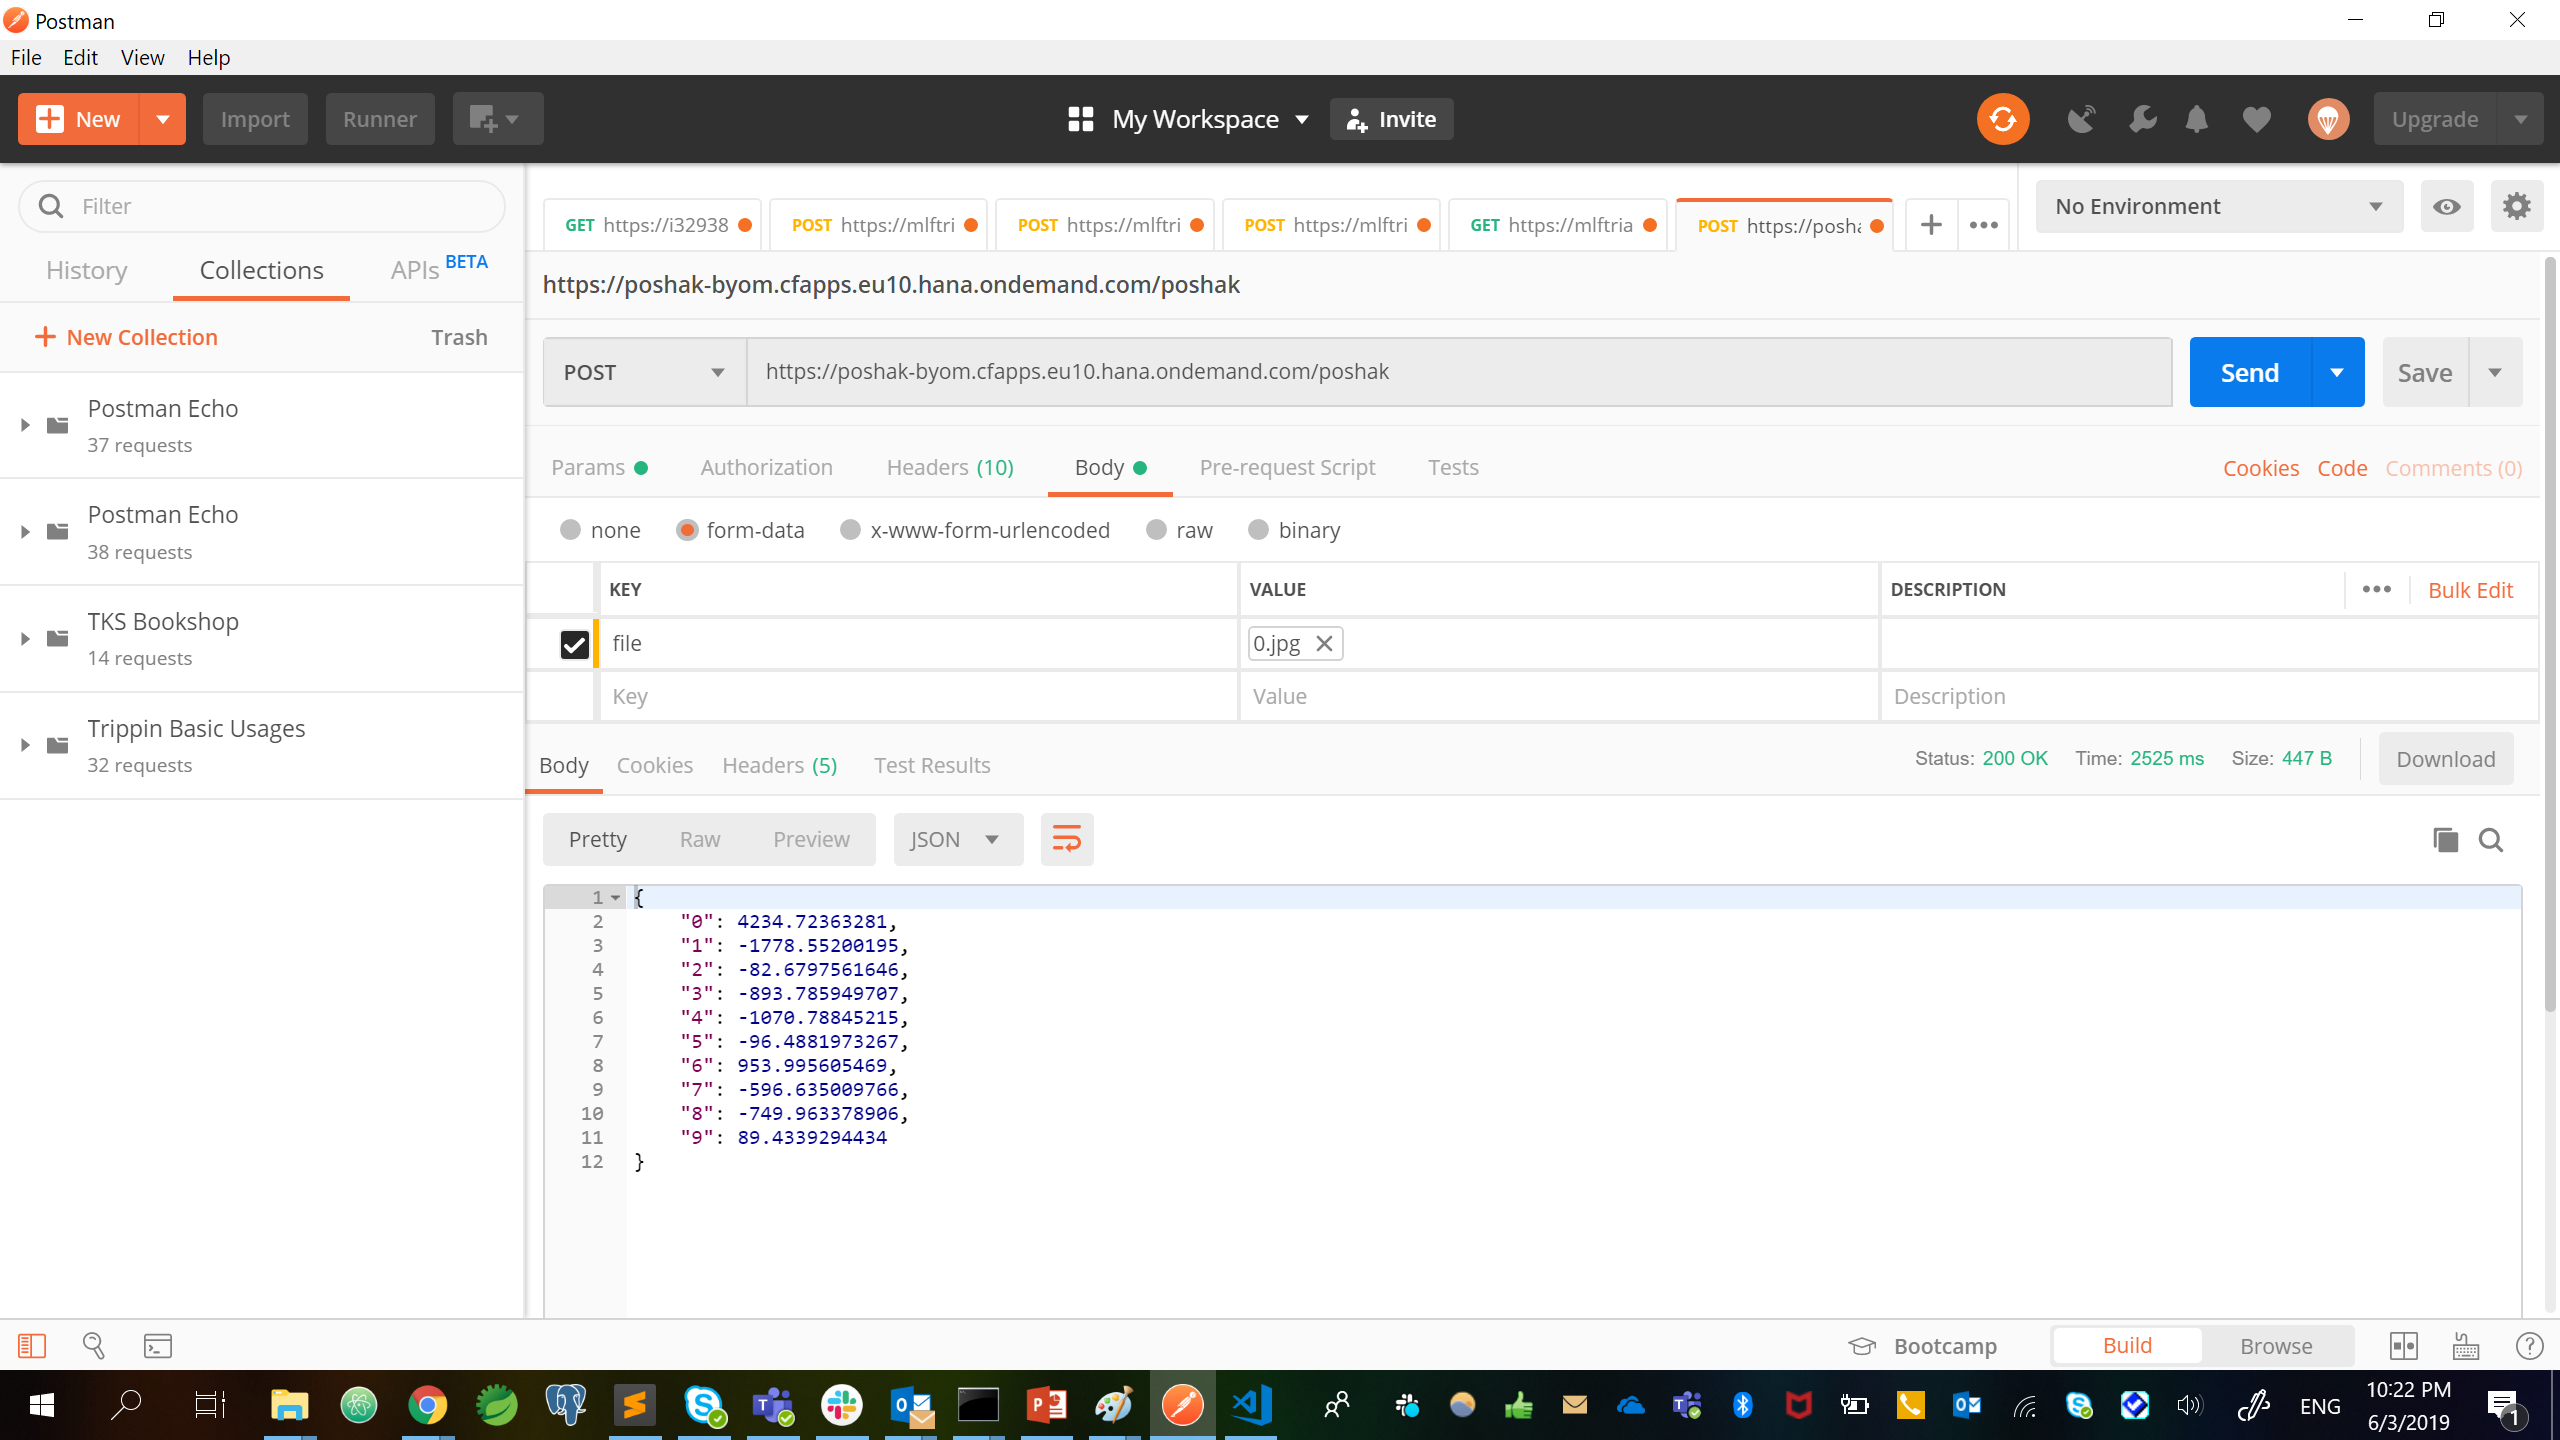 Postman
File Edit View Help
New Import Runner My Workspace Invite Upgrade
Filter
History Collections APIs BETA
New Collection Trash
Postman Echo
37 requests
Postman Echo
38 requests
TKS Bookshop
14 requests
Trippin Basic Usages
32 requests
GET https://i32938 POST https://mlftri POST https://mlftri POST https://mlftri GET https://mlftria POST https://posha No Environment
https://poshak-byom.cfapps.eu10.hana.ondemand.com/poshak
POST https://poshak-byom.cfapps.eu10.hana.ondemand.com/poshak Send Save
Params Authorization Headers (10) Body Pre-request Script Tests Cookies Code Comments (0)
none form-data x-www-form-urlencoded raw binary
KEY VALUE DESCRIPTION Bulk Edit
file 0.jpg
Key Value Description
Body Cookies Headers (5) Test Results Status: 200 OK Time: 2525 ms Size: 447 B Download
Pretty Raw Preview JSON
1 {
2 "0": 4234.72363281,
3 "1": -1778.55200195,
4 "2": -82.6797561646,
5 "3": -893.785949707,
6 "4": -1070.78845215,
7 "5": -96.4881973267,
8 "6": 953.995605469,
9 "7": -596.635009766,
10 "8": -749.963378906,
11 "9": 89.4339294434
12 }
Bootcamp Build Browse
ENG 10:22 PM
6/3/2019 1